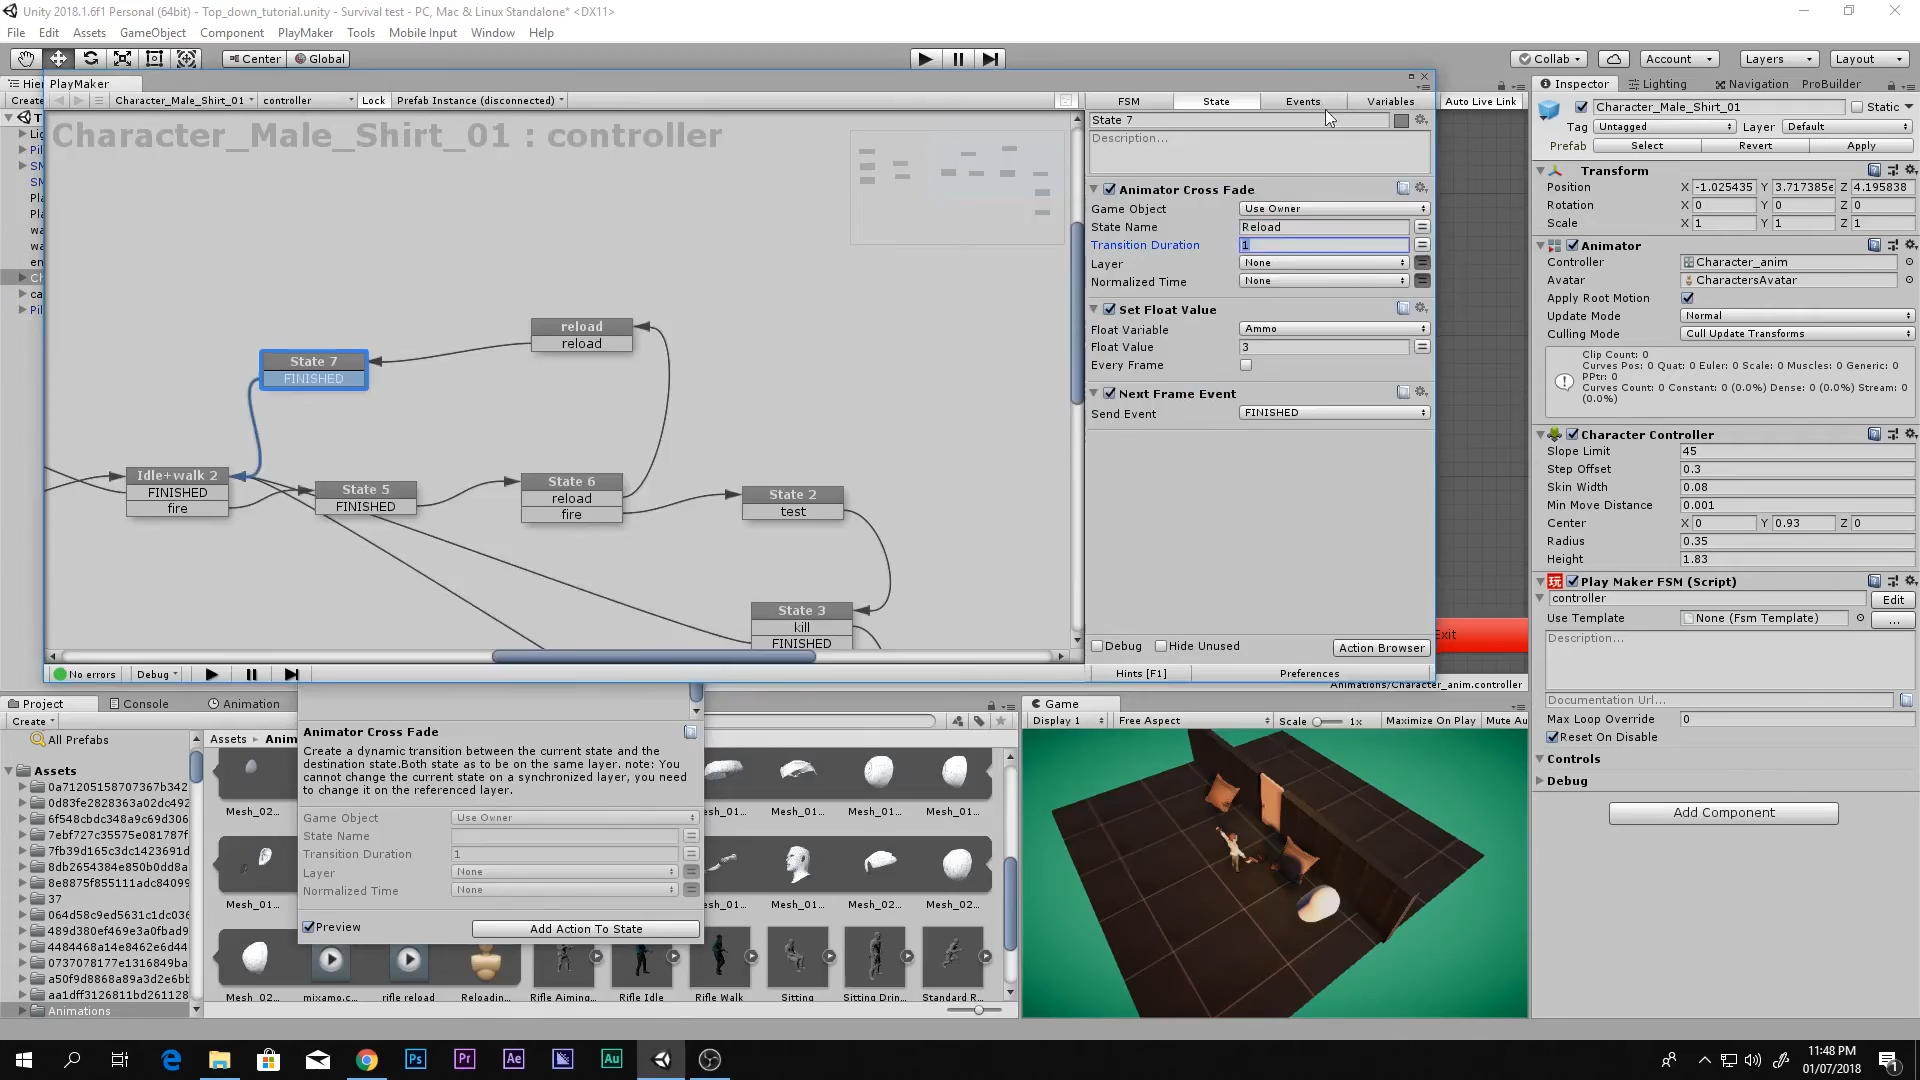 Unity 2018.1.6f1 Personal (64bit) - Top_down_tutorial.unity - Survival test - PC, Mac & Linux Standalone* <DX11>
File Edit Assets GameObject Component PlayMaker Tools Mobile Input Window Help
Center Global Collab Account Layers Layout
Hier PlayMaker Inspector Lighting Navigation ProBuilder
Create Character_Male_Shirt_01 controller Lock Prefab Instance (disconnected) FSM State Events Variables Auto Live Link
Character_Male_Shirt_01 : controller
State 7
Description...
Animator Cross Fade
Game Object Use Owner
State Name Reload
Transition Duration 1
Layer None
Normalized Time None
Set Float Value
Float Variable Ammo
Float Value 3
Every Frame
Next Frame Event
Send Event FINISHED
reload
reload
State 7
FINISHED
Idle+walk 2
FINISHED
fire
State 5
FINISHED
State 6
reload
fire
State 2
test
State 3
kill
FINISHED
Debug Hide Unused Action Browser
No errors Debug Hints [F1] Preferences
Exit
Animations/Character_anim.controller
Character_Male_Shirt_01 Static
Tag Untagged Layer Default
Prefab Select Revert Apply
Transform
Position X -1.025435 Y 3.717385e Z 4.195838
Rotation X 0 Y 0 Z 0
Scale X 1 Y 1 Z 1
Animator
Controller Character_anim
Avatar CharactersAvatar
Apply Root Motion
Update Mode Normal
Culling Mode Cull Update Transforms
Clip Count: 0
Curves Pos: 0 Quat: 0 Euler: 0 Scale: 0 Muscles: 0 Generic: 0
PPtr: 0
Curves Count: 0 Constant: 0 (0.0%) Dense: 0 (0.0%) Stream: 0
(0.0%)
Character Controller
Slope Limit 45
Step Offset 0.3
Skin Width 0.08
Min Move Distance 0.001
Center X 0 Y 0.93 Z 0
Radius 0.35
Height 1.83
Play Maker FSM (Script)
controller Edit
Use Template None (Fsm Template) ...
Description...
Documentation Url...
Max Loop Override 0
Reset On Disable
Controls
Debug
Add Component
Project Console Animation
Create
All Prefabs Assets Anim
Assets
0a71205158707367b342
0d83fe2828363a02dc492
6f548cbdc348a9c69d306
7ebf727c35575e081787f
7fb39d165c3dc1423691d
8db2654384e850b0dd8a
8e8875f855111adc84099
37
064d58c9ed5631c1dc036
489d380ef469e3a0fbad9
4484468a14e8462e6d44
0737078177e1316849ba
a50f9d8868a89a3d2e6bb
aa1dff3126811bd261128
Animations
Animator Cross Fade
Create a dynamic transition between the current state and the
destination state.Both state as to be on the same layer. note: You
cannot change the current state on a synchronized layer, you need
to change it on the referenced layer.
Game Object Use Owner
State Name
Transition Duration 1
Layer None
Normalized Time None
Preview Add Action To State
Mesh_02... Mesh_01... Mesh_01... Mesh_01... Mesh_01...
Mesh_01... Mesh_01... Mesh_01... Mesh_02... Mesh_02...
Mesh_02... mixamo.c... rifle reload Reloadin... Rifle Aiming... Rifle Idle Rifle Walk Sitting Sitting Drin... Standard R...
Game
Display 1 Free Aspect Scale 1x Maximize On Play Mute Au
Ps Pr Ae Au
11:48 PM
01/07/2018
1